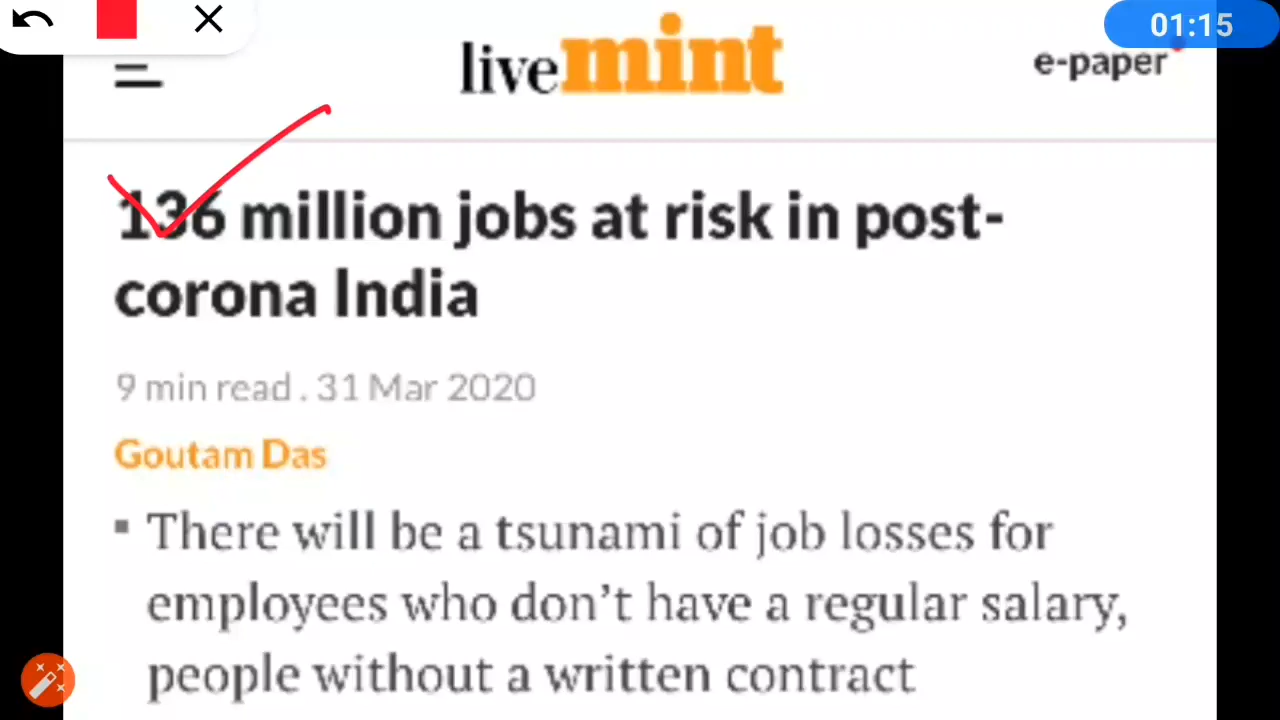 01:15
livemint
e-paper
136 million jobs at risk in post-
corona India
9 min read . 31 Mar 2020
Goutam Das
▪ There will be a tsunami of job losses for
employees who don't have a regular salary,
people without a written contract